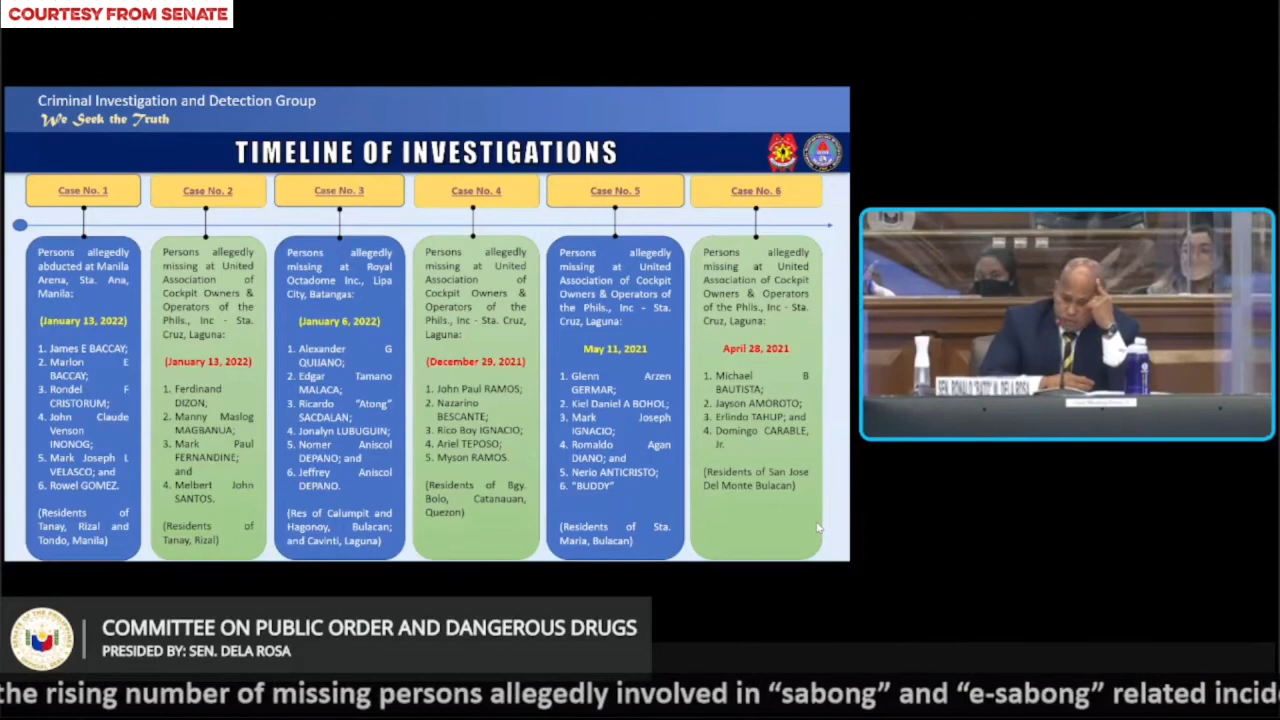 COURTESY FROM SENATE
Criminal Investigation and Detection Group
We Seek the Truth
TIMELINE OF INVESTIGATIONS
Case No. 1
Persons allegedly
abducted at Manila
Arena, Sta. Ana,
Manila:
(January 13, 2022)
1. James E BACCAY;
2. Marlon E
BACCAY;
3. Rondel F
CRISTORUM;
4. John Claude
Venson
INONOG;
5. Mark Joseph L
VELASCO; and
6. Rowel GOMEZ.
(Residents of
Tanay, Rizal and
Tondo, Manila)
Case No. 2
Persons allegedly
missing at United
Association of
Cockpit Owners &
Operators of the
Phils., Inc - Sta.
Cruz, Laguna:
(January 13, 2022)
1. Ferdinand
DIZON,
2. Manny Maslog
MAGBANUA;
3. Mark Paul
FERNANDINE;
and
4. Melbert John
SANTOS.
(Residents of
Tanay, Rizal)
Case No. 3
Persons allegedly
missing at Royal
Octadome Inc., Lipa
City, Batangas:
(January 6, 2022)
1. Alexander G
QUIJANO;
2. Edgar Tamano
MALACA;
3. Ricardo "Atong"
SACDALAN;
4. Jonalyn LUBUGUIN;
5. Nomer Aniscol
DEPANO; and
6. Jeffrey Aniscol
DEPANO.
(Res of Calumpit and
Hagonoy, Bulacan;
and Cavinti, Laguna)
Case No. 4
Persons allegedly
missing at United
Association of
Cockpit Owners &
Operators of the
Phils., Inc - Sta. Cruz,
Laguna:
(December 29, 2021)
1. John Paul RAMOS;
2. Nazarino
BESCANTE;
3. Rico Boy IGNACIO;
4. Ariel TEPOSO;
5. Myson RAMOS.
(Residents of Bgy.
Bolo, Catanauan,
Quezon)
Case No. 5
Persons allegedly
missing at United
Association of Cockpit
Owners & Operators of
the Phils., Inc - Sta.
Cruz, Laguna:
May 11, 2021
1. Glenn Arzen
GERMAR;
2. Kiel Daniel A BOHOL;
3. Mark Joseph
IGNACIO;
4. Romaldo Agan
DIANO; and
5. Nerio ANTICRISTO;
6. "BUDDY"
(Residents of Sta.
Maria, Bulacan)
Case No. 6
Persons allegedly
missing at United
Association of Cockpit
Owners & Operators
of the Phils., Inc - Sta.
Cruz, Laguna:
April 28, 2021
1. Michael B
BAUTISTA;
2. Jayson AMOROTO;
3. Erlindo TAHUP; and
4. Domingo CARABLE,
Jr.
(Residents of San Jose
Del Monte Bulacan)
SEN. RONALD "BATO" M. DELA ROSA
COMMITTEE ON PUBLIC ORDER AND DANGEROUS DRUGS
PRESIDED BY: SEN. DELA ROSA
the rising number of missing persons allegedly involved in “sabong” and “e-sabong” related incid